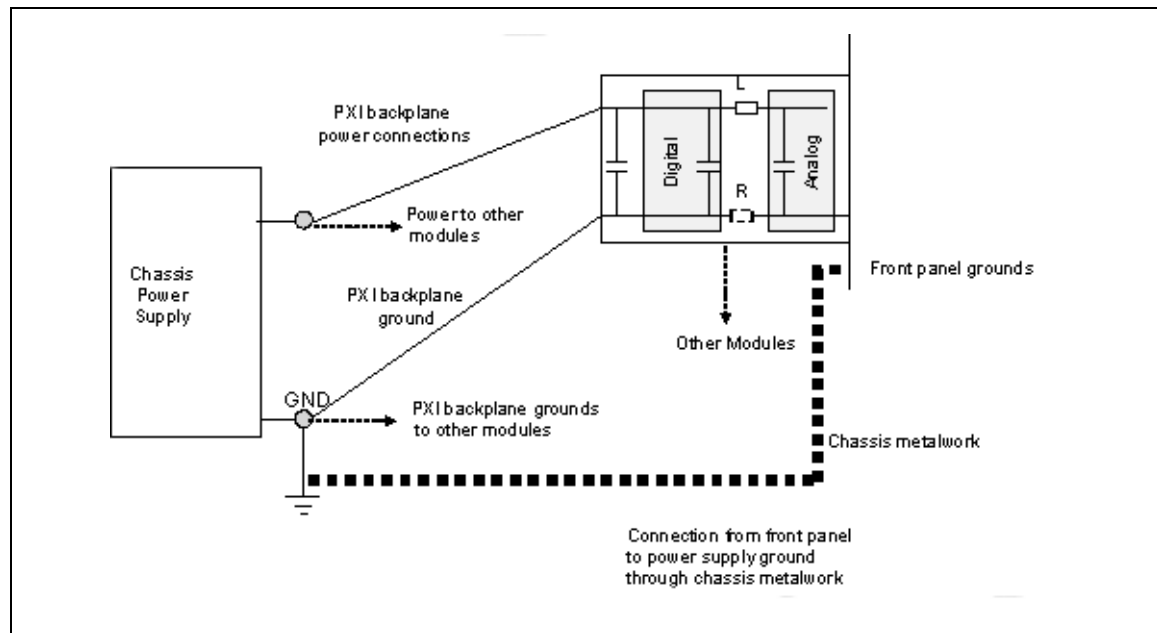 L
PXI backplane
power connections
Digital
Analog
R
Power to other
modules
Chassis
Power
Supply
Front panel grounds
PXI backplane
ground
Other Modules
GND
PXI backplane grounds
to other modules
Chassis metalwork
Connection from front panel
to power supply ground
through chassis metalwork